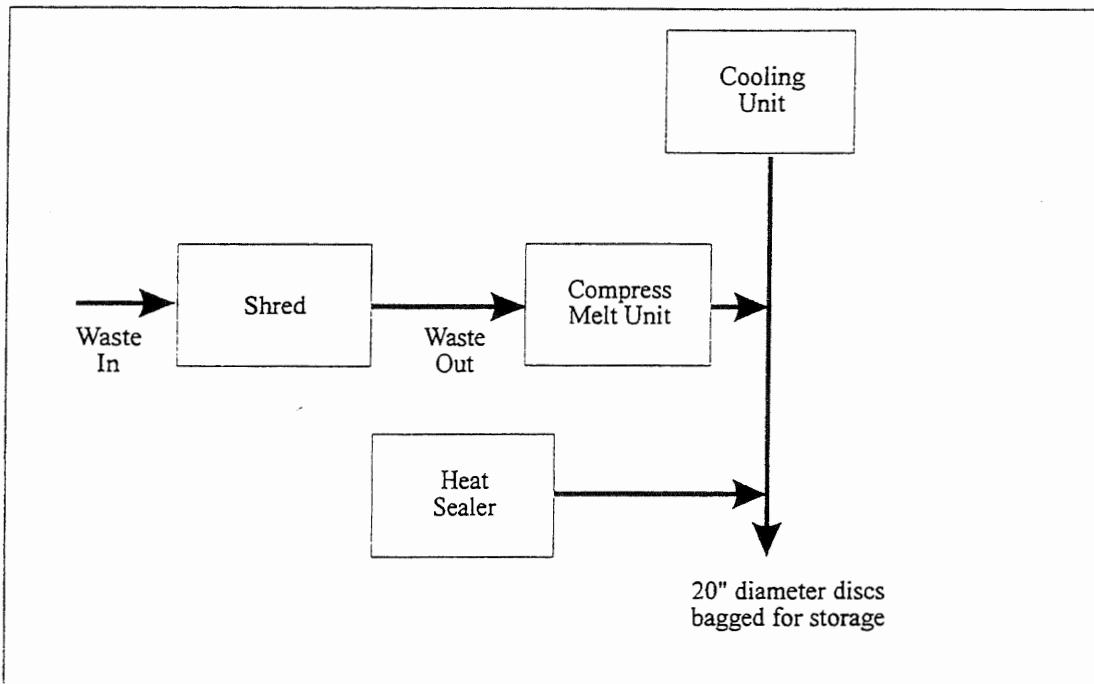 Cooling
Unit
Shred
Compress
Melt Unit
Waste
In
Waste
Out
Heat
Sealer
20" diameter discs
bagged for storage